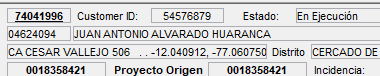 74041996 Customer ID: 54576879 Estado: En Ejecución
04624094 JUAN ANTONIO ALVARADO HUARANCA
CA CESAR VALLEJO 506 . . -12.040912, -77.060750 Distrito CERCADO DE
0018358421 Proyecto Origen 0018358421 Incidencia: